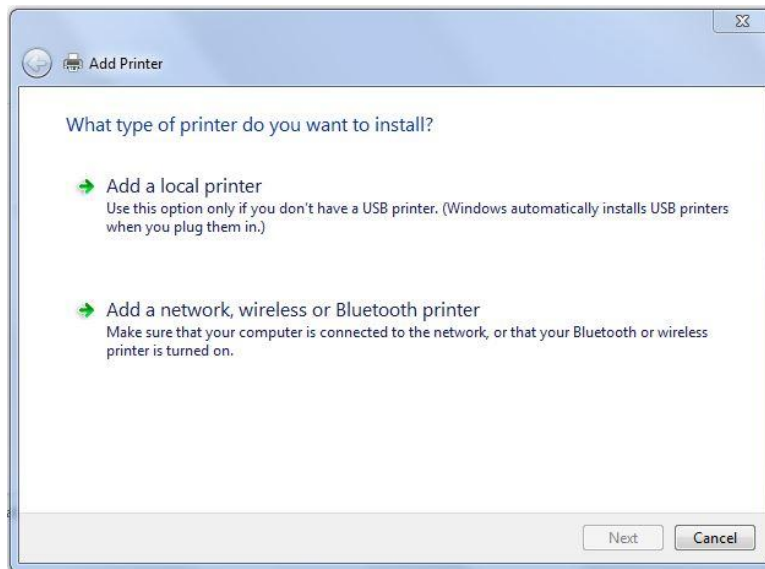 Add Printer
What type of printer do you want to install?
Add a local printer
Use this option only if you don't have a USB printer. (Windows automatically installs USB printers
when you plug them in.)
Add a network, wireless or Bluetooth printer
Make sure that your computer is connected to the network, or that your Bluetooth or wireless
printer is turned on.
Next Cancel